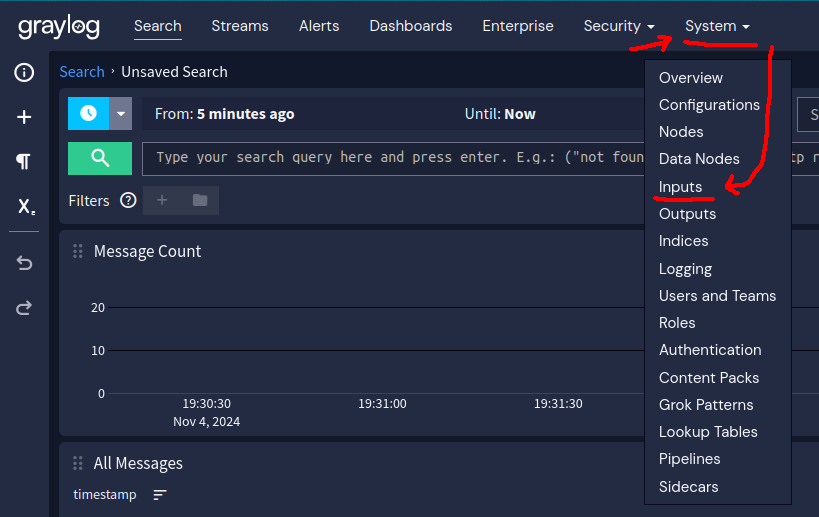 graylog Search Streams Alerts Dashboards Enterprise Security System
Search › Unsaved Search
From: 5 minutes ago Until: Now S
Type your search query here and press enter. E.g.: ("not foun tp r
Filters
Message Count
20
10
0
19:30:30 19:31:00 19:31:30
Nov 4, 2024
All Messages
timestamp
Overview
Configurations
Nodes
Data Nodes
Inputs
Outputs
Indices
Logging
Users and Teams
Roles
Authentication
Content Packs
Grok Patterns
Lookup Tables
Pipelines
Sidecars